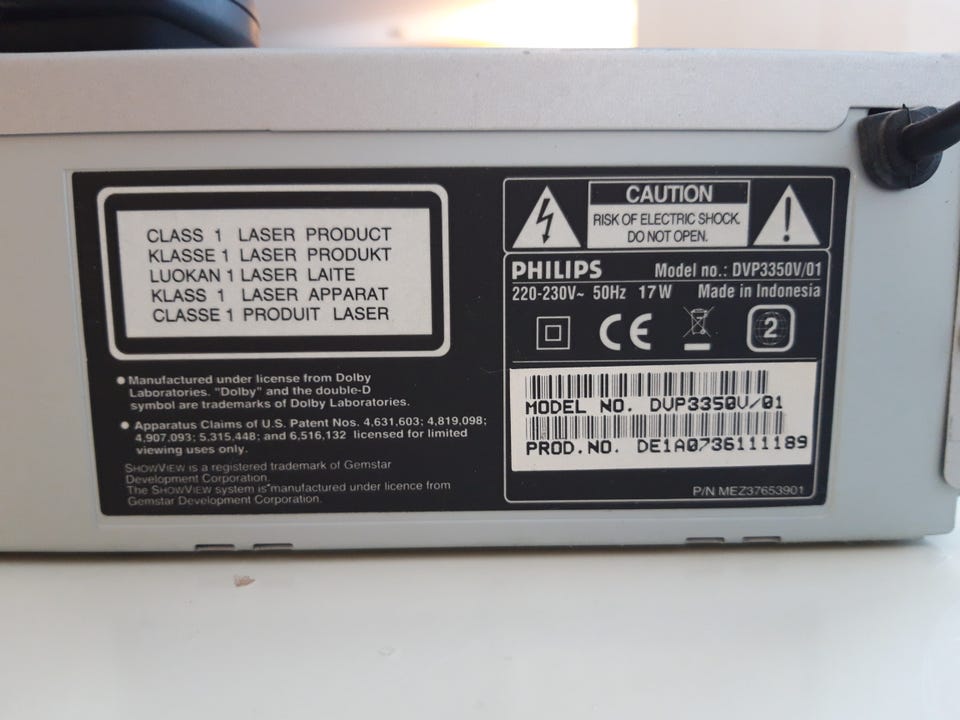 CLASS 1 LASER PRODUCT
KLASSE 1 LASER PRODUKT
LUOKAN 1 LASER LAITE
KLASS 1 LASER APPARAT
CLASSE 1 PRODUIT LASER
● Manufactured under license from Dolby
Laboratories. "Dolby" and the double-D
symbol are trademarks of Dolby Laboratories.
● Apparatus Claims of U.S. Patent Nos. 4,631,603; 4,819,098;
4,907,093; 5,315,448; and 6,516,132 licensed for limited
viewing uses only.
SHOWVIEW is a registered trademark of Gemstar
Development Corporation.
The SHOWVIEW system is manufactured under licence from
Gemstar Development Corporation.
CAUTION
RISK OF ELECTRIC SHOCK.
DO NOT OPEN.
PHILIPS Model no.: DVP3350V/01
220-230V~ 50Hz 17W Made in Indonesia
CE 2
MODEL NO. DVP3350V/01
PROD.NO. DE1A0736111189
P/N MEZ37653901